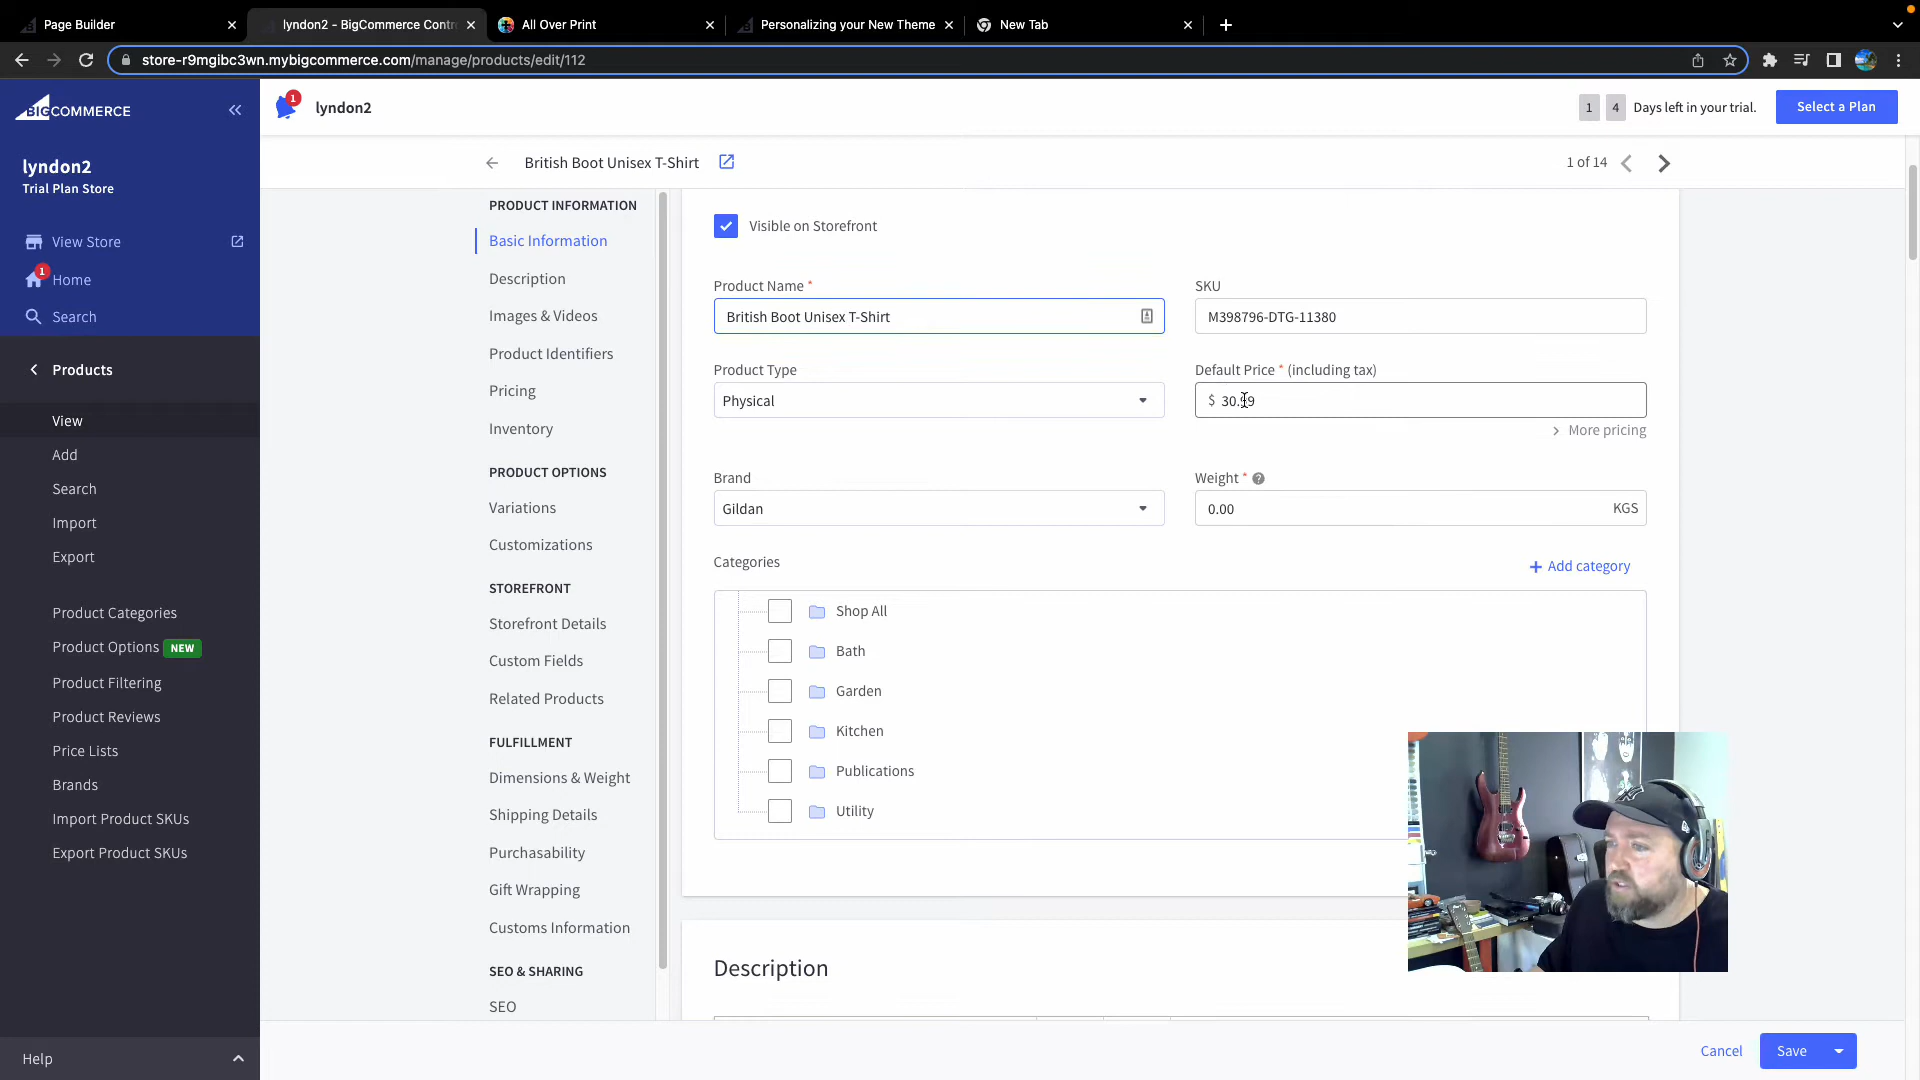 Page Builder
lyndon2 - BigCommerce Contr
All Over Print
Personalizing your New Theme
New Tab
store-r9mgibc3wn.mybigcommerce.com/manage/products/edit/112
BIGCOMMERCE
1
lyndon2
1 4 Days left in your trial.
Select a Plan
lyndon2
Trial Plan Store
View Store
1
Home
Search
Products
View
Add
Search
Import
Export
Product Categories
Product Options NEW
Product Filtering
Product Reviews
Price Lists
Brands
Import Product SKUs
Export Product SKUs
Help
British Boot Unisex T-Shirt
1 of 14
PRODUCT INFORMATION
Basic Information
Description
Images & Videos
Product Identifiers
Pricing
Inventory
PRODUCT OPTIONS
Variations
Customizations
STOREFRONT
Storefront Details
Custom Fields
Related Products
FULFILLMENT
Dimensions & Weight
Shipping Details
Purchasability
Gift Wrapping
Customs Information
SEO & SHARING
SEO
Visible on Storefront
Product Name *
British Boot Unisex T-Shirt
SKU
M398796-DTG-11380
Product Type
Physical
Default Price * (including tax)
$ 30.99
More pricing
Brand
Gildan
Weight *
0.00 KGS
Categories
+ Add category
Shop All
Bath
Garden
Kitchen
Publications
Utility
Description
Cancel
Save